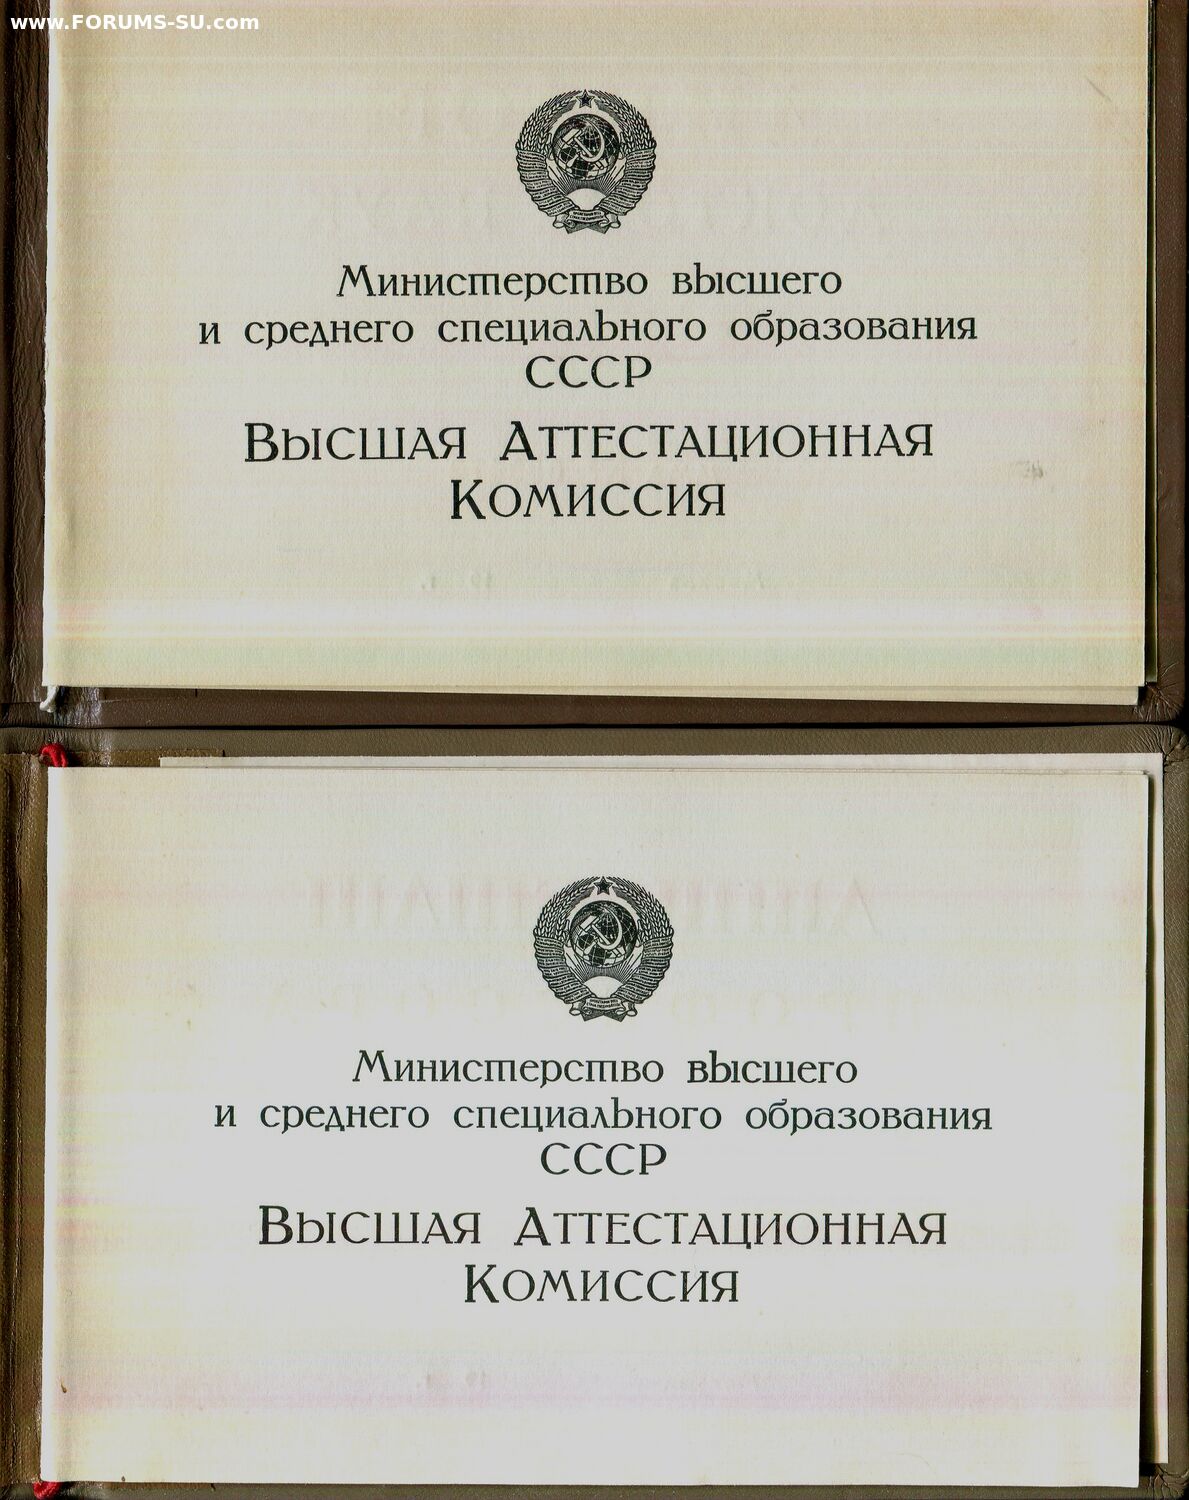 www.FORUMS-SU.com
Министерство высшего
и среднего специального образования
СССР
Высшая Аттестационная
Комиссия
Министерство высшего
и среднего специального образования
СССР
Высшая Аттестационная
Комиссия